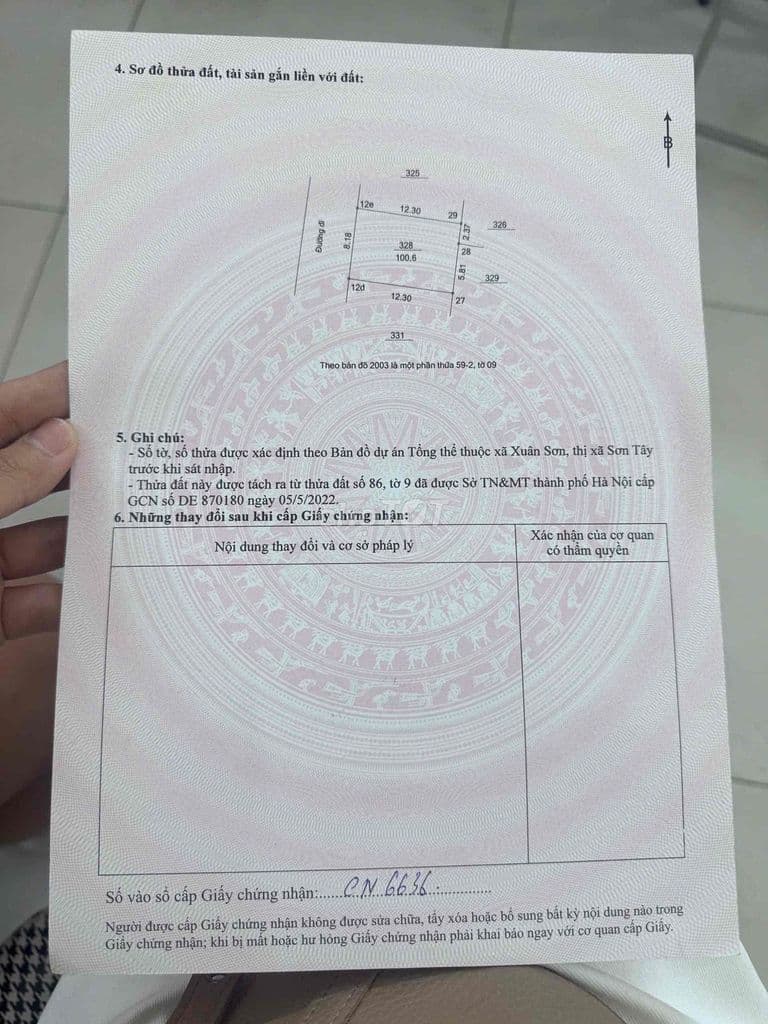 4. Sơ đồ thửa đất, tài sản gắn liền với đất:
B
325
12e
12.30
29
326
Đường đi
8.18
2.37
328
100.6
28
5.81
329
12d
12.30
27
331
Theo bản đồ 2003 là một phần thửa 59-2, tờ 09
5. Ghi chú:
- Số tờ, số thửa được xác định theo Bản đồ dự án Tổng thể thuộc xã Xuân Sơn, thị xã Sơn Tây
trước khi sát nhập.
- Thửa đất này được tách ra từ thửa đất số 86, tờ 9 đã được Sở TN&MT thành phố Hà Nội cấp
GCN số DE 870180 ngày 05/5/2022.
6. Những thay đổi sau khi cấp Giấy chứng nhận:
Nội dung thay đổi và cơ sở pháp lý
Xác nhận của cơ quan
có thẩm quyền
Số vào sổ cấp Giấy chứng nhận:......CN 6636...............
Người được cấp Giấy chứng nhận không được sửa chữa, tẩy xóa hoặc bổ sung bất kỳ nội dung nào trong
Giấy chứng nhận; khi bị mất hoặc hư hỏng Giấy chứng nhận phải khai báo ngay với cơ quan cấp Giấy.